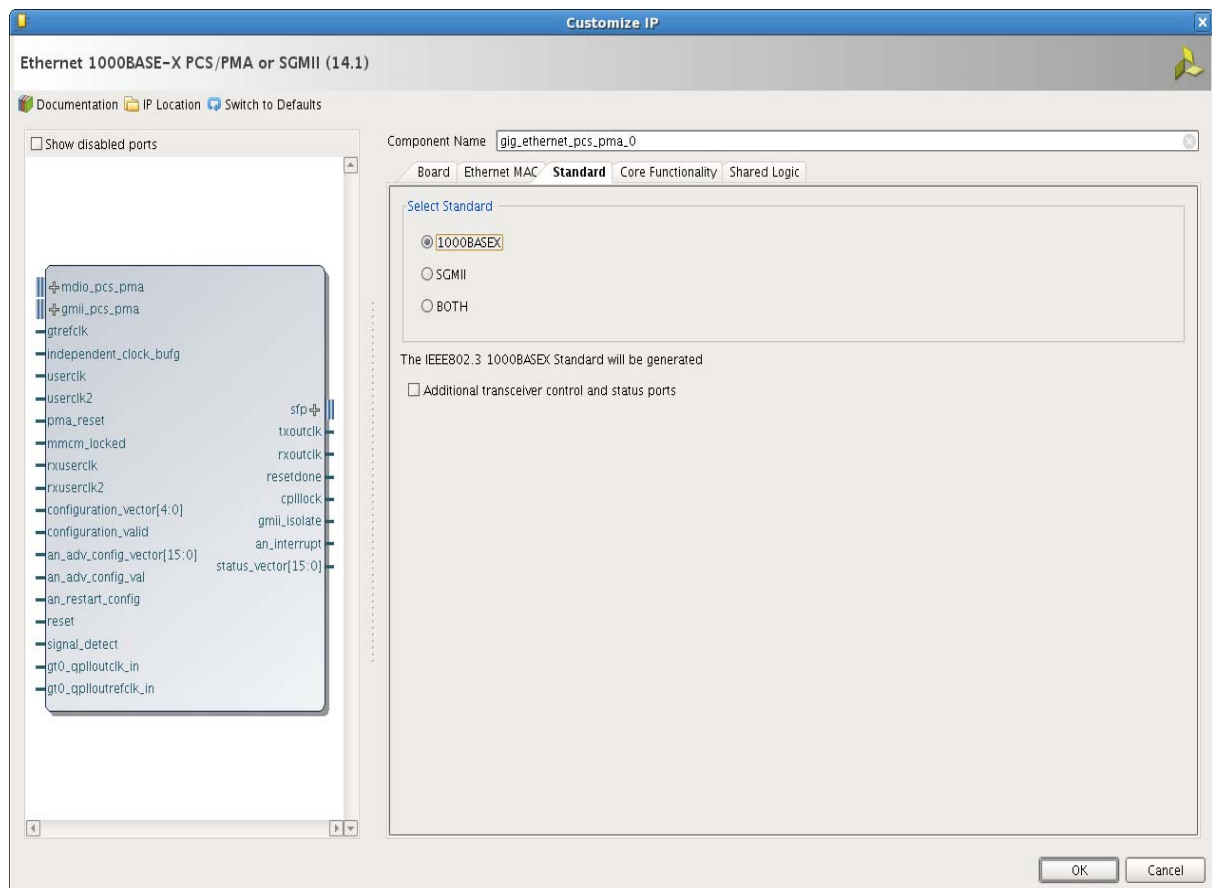 Customize IP
Ethernet 1000BASE-X PCS/PMA or SGMII (14.1)
Documentation IP Location Switch to Defaults
Show disabled ports
mdio_pcs_pma
gmii_pcs_pma
gtrefclk
independent_clock_bufg
userclk
userclk2
pma_reset
mmcm_locked
rxuserclk
rxuserclk2
configuration_vector[4:0]
configuration_valid
an_adv_config_vector[15:0]
an_adv_config_val
an_restart_config
reset
signal_detect
gt0_qplloutclk_in
gt0_qplloutrefclk_in
sfp
txoutclk
rxoutclk
resetdone
cplllock
gmii_isolate
an_interrupt
status_vector[15:0]
Component Name gig_ethernet_pcs_pma_0
Board Ethernet MAC Standard Core Functionality Shared Logic
Select Standard
1000BASEX
SGMII
BOTH
The IEEE802.3 1000BASEX Standard will be generated
Additional transceiver control and status ports
OK Cancel